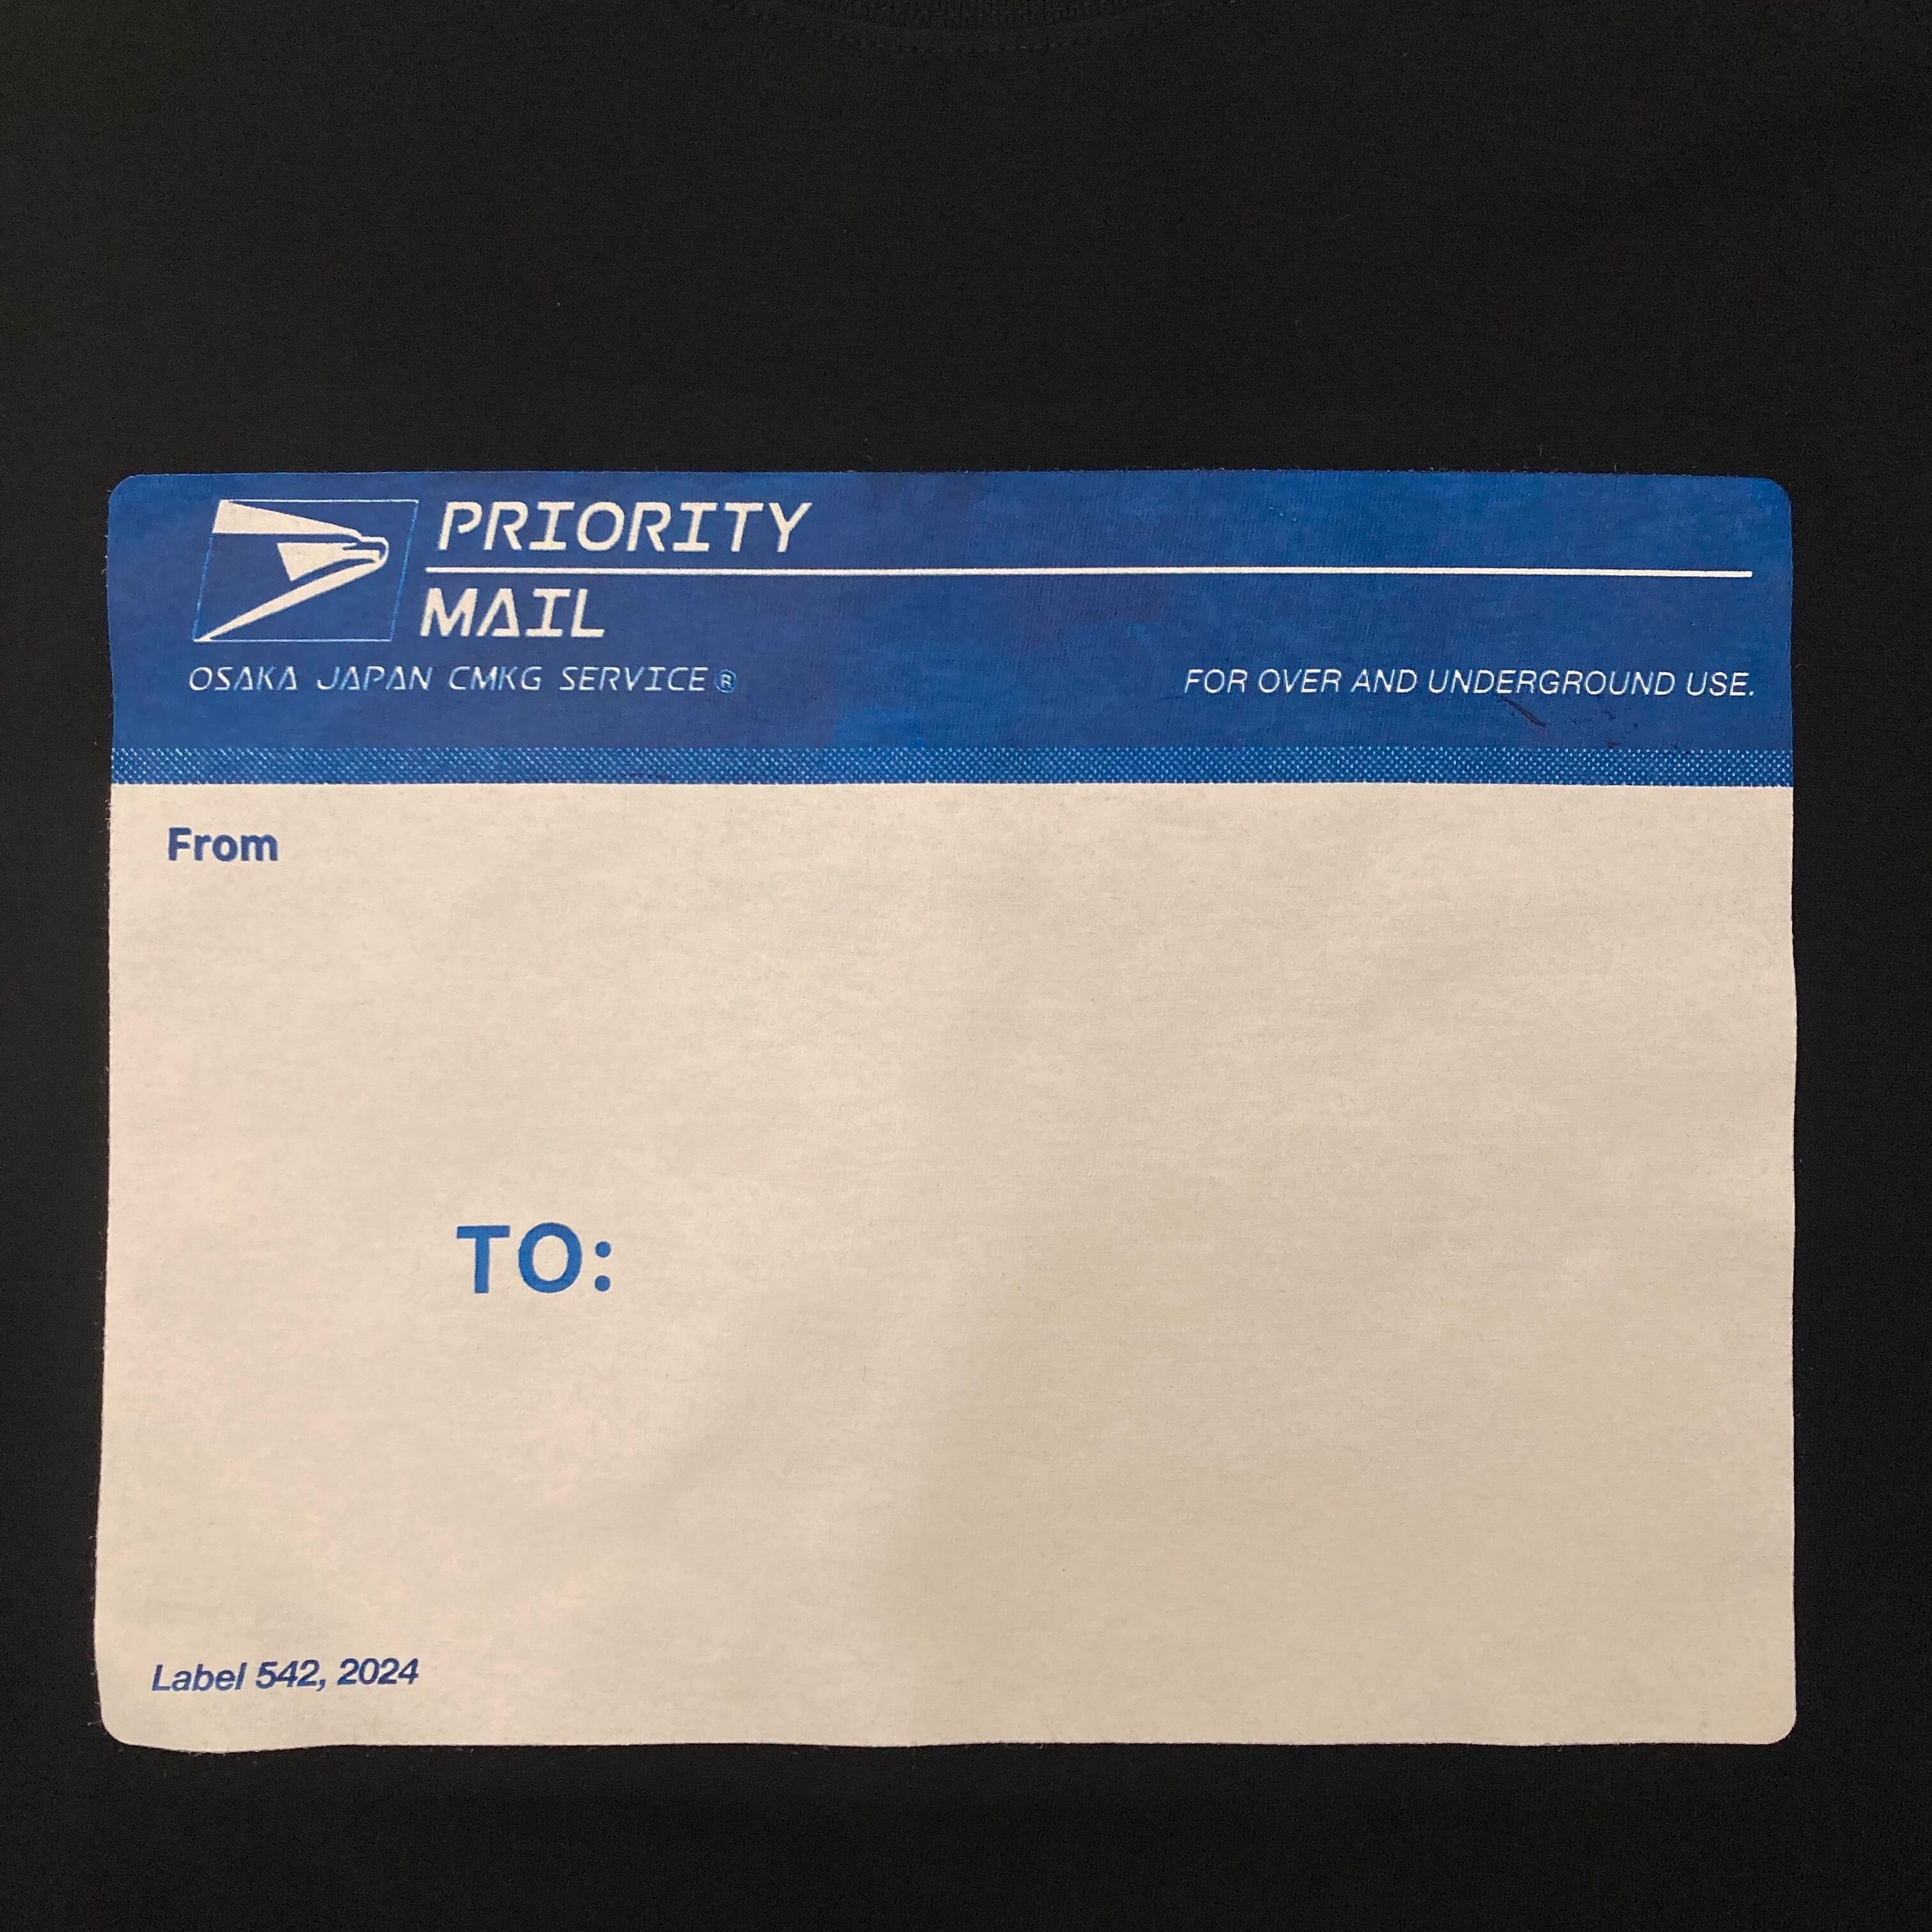 PRIORITY
MAIL
OSAKA JAPAN CMKG SERVICE®
FOR OVER AND UNDERGROUND USE.
From
TO:
Label 542, 2024